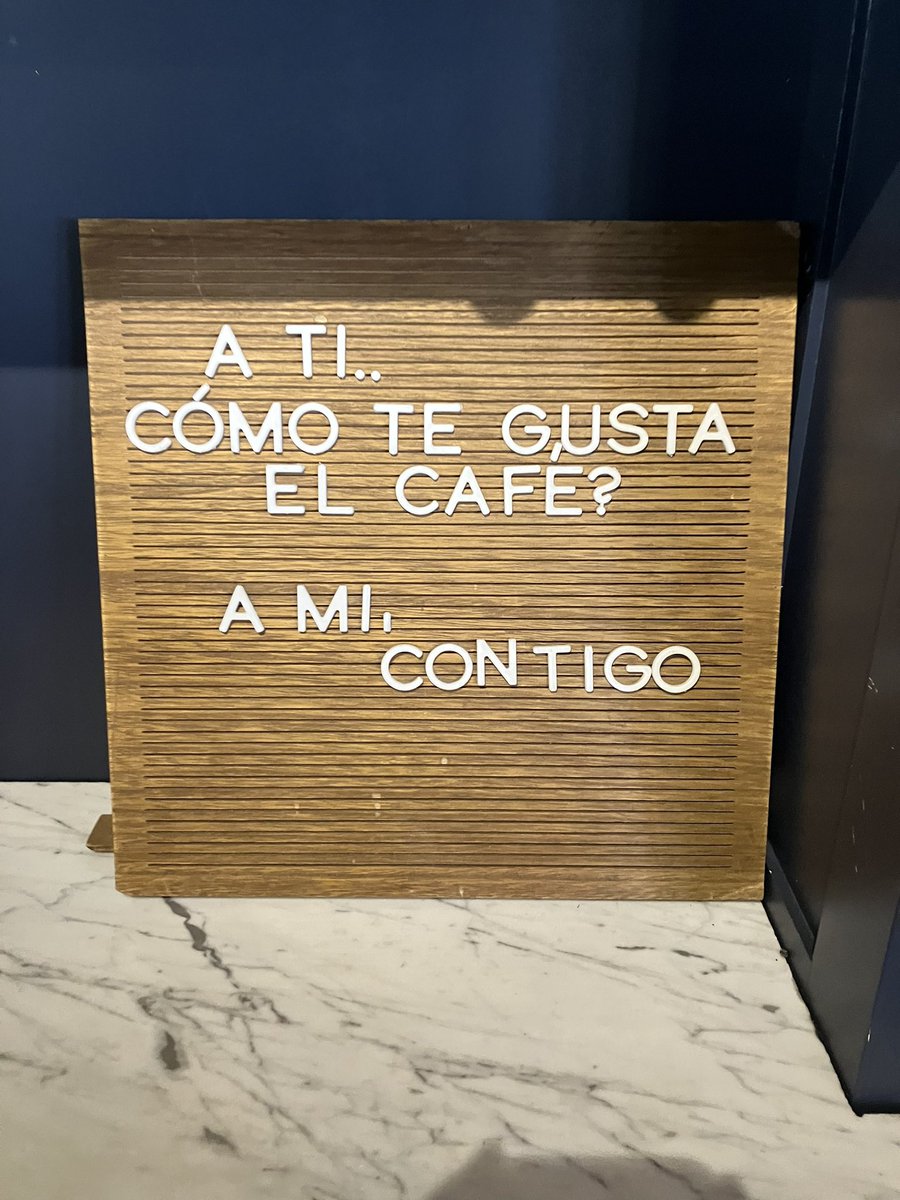 A TI..
CÓMO TE GUSTA
EL CAFÉ?
A MI,
CONTIGO